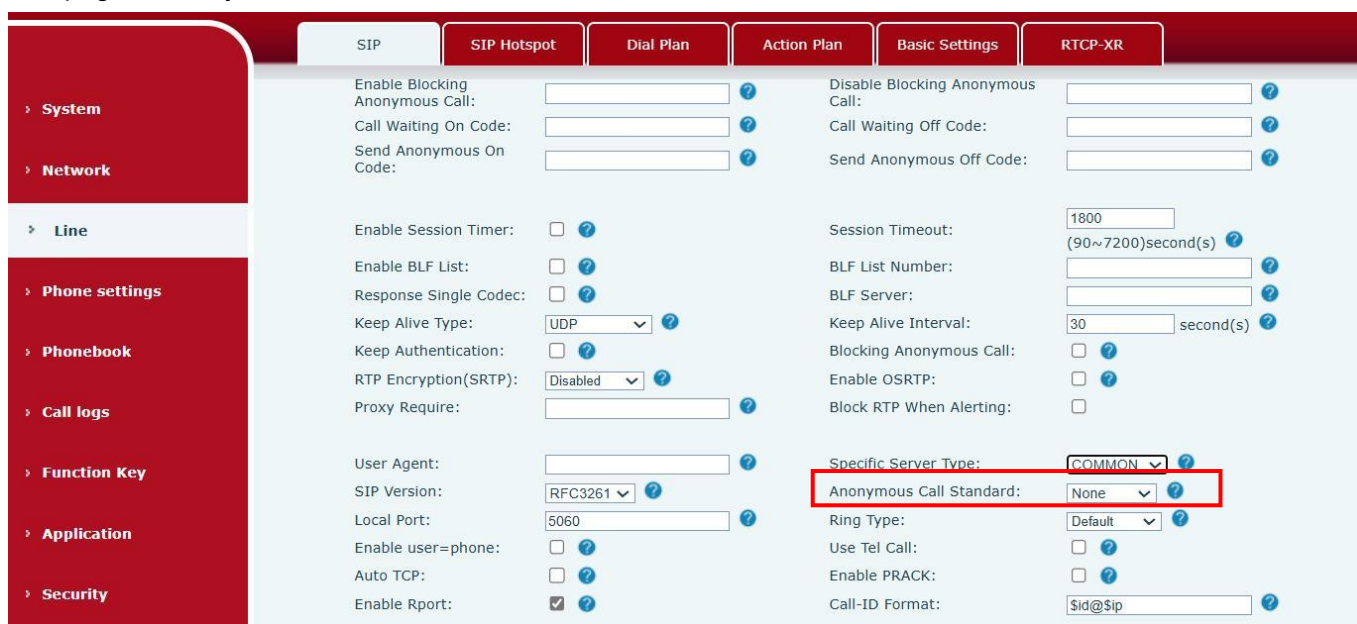 SIP SIP Hotspot Dial Plan Action Plan Basic Settings RTCP-XR
› System
› Network
› Line
› Phone settings
› Phonebook
› Call logs
› Function Key
› Application
› Security
Enable Blocking
Anonymous Call:
Disable Blocking Anonymous
Call:
Call Waiting On Code: Call Waiting Off Code:
Send Anonymous On
Code:
Send Anonymous Off Code:
Enable Session Timer: Session Timeout: 1800
(90~7200)second(s)
Enable BLF List: BLF List Number:
Response Single Codec: BLF Server:
Keep Alive Type: UDP Keep Alive Interval: 30 second(s)
Keep Authentication: Blocking Anonymous Call:
RTP Encryption(SRTP): Disabled Enable OSRTP:
Proxy Require: Block RTP When Alerting:
User Agent: Specific Server Type: COMMON
SIP Version: RFC3261 Anonymous Call Standard: None
Local Port: 5060 Ring Type: Default
Enable user=phone: Use Tel Call:
Auto TCP: Enable PRACK:
Enable Rport: Call-ID Format: $id@$ip